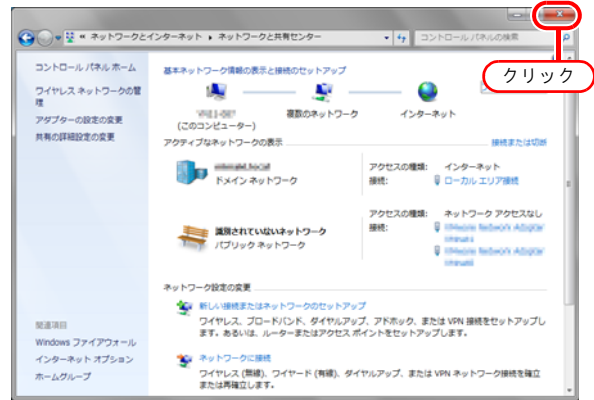 « ネットワークとインターネット ▸ ネットワークと共有センター
コントロール パネルの検索
クリック
コントロール パネル ホーム
ワイヤレス ネットワークの管
理
アダプターの設定の変更
共有の詳細設定の変更
関連項目
Windows ファイアウォール
インターネット オプション
ホームグループ
基本ネットワーク情報の表示と接続のセットアップ
(このコンピューター)
複数のネットワーク
インターネット
アクティブなネットワークの表示
接続または切断
ドメイン ネットワーク
アクセスの種類: インターネット
接続: ローカル エリア接続
識別されていないネットワーク
パブリック ネットワーク
アクセスの種類: ネットワーク アクセスなし
接続:
ネットワーク設定の変更
新しい接続またはネットワークのセットアップ
ワイヤレス、ブロードバンド、ダイヤルアップ、アドホック、または VPN 接続をセットアップし
ます。あるいは、ルーターまたはアクセス ポイントをセットアップします。
ネットワークに接続
ワイヤレス (無線)、ワイヤード (有線)、ダイヤルアップ、または VPN ネットワーク接続を確立
または再確立します。